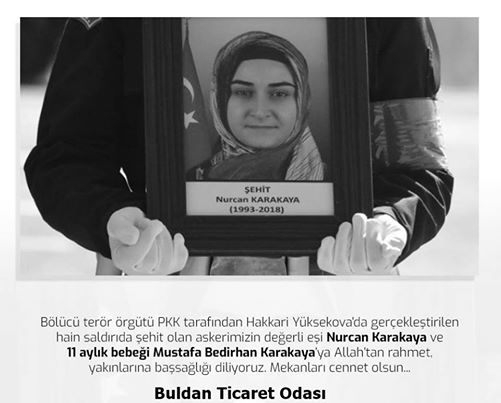 ŞEHİT
Nurcan KARAKAYA
(1993-2018)
Bölücü terör örgütü PKK tarafından Hakkari Yüksekova'da gerçekleştirilen
hain saldırıda şehit olan askerimizin değerli eşi Nurcan Karakaya ve
11 aylık bebeği Mustafa Bedirhan Karakaya'ya Allah'tan rahmet,
yakınlarına başsağlığı diliyoruz. Mekanları cennet olsun...
Buldan Ticaret Odası